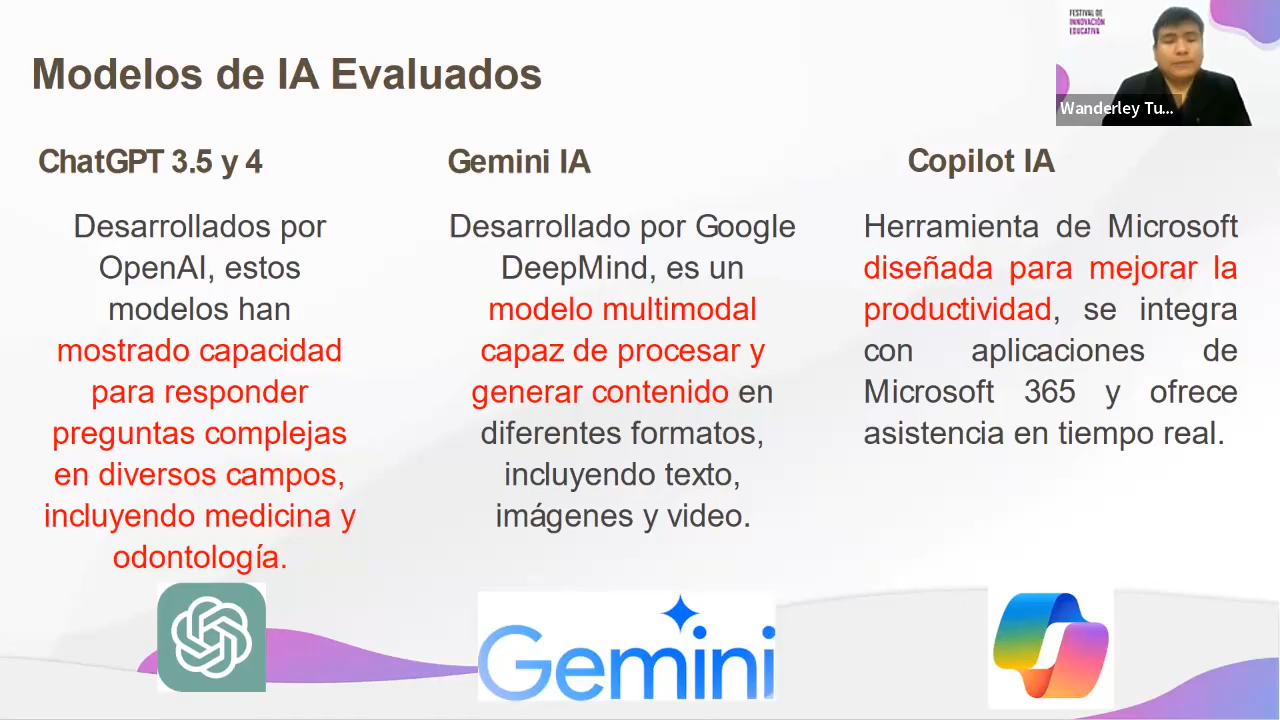 FESTIVAL DE
INNOVACIÓN
EDUCATIVA
Wanderley Tu...
Modelos de IA Evaluados
ChatGPT 3.5 y 4
Desarrollados por
OpenAI, estos
modelos han
mostrado capacidad
para responder
preguntas complejas
en diversos campos,
incluyendo medicina y
odontología.
Gemini IA
Desarrollado por Google
DeepMind, es un
modelo multimodal
capaz de procesar y
generar contenido en
diferentes formatos,
incluyendo texto,
imágenes y video.
Gemini
Copilot IA
Herramienta de Microsoft
diseñada para mejorar la
productividad, se integra
con aplicaciones de
Microsoft 365 y ofrece
asistencia en tiempo real.